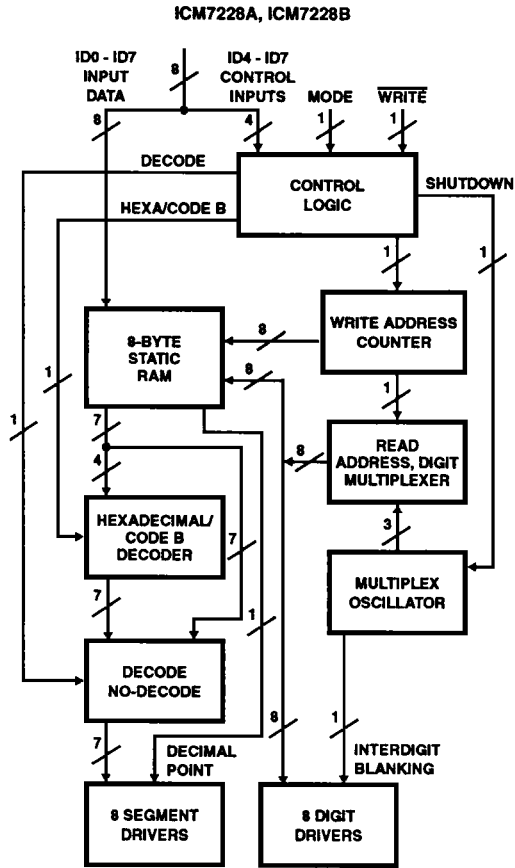 ICM7228A, ICM7228B
ID0 - ID7
INPUT
DATA
8
ID4 - ID7
CONTROL
INPUTS
MODE
WRITE
8
4
1
1
DECODE
CONTROL
LOGIC
SHUTDOWN
HEXA/CODE B
1
1
8-BYTE
STATIC
RAM
8
WRITE ADDRESS
COUNTER
8
1
1
1
7
8
READ
ADDRESS, DIGIT
MULTIPLEXER
4
HEXADECIMAL/
CODE B
DECODER
7
3
MULTIPLEX
OSCILLATOR
7
1
DECODE
NO-DECODE
8
1
7
DECIMAL
POINT
INTERDIGIT
BLANKING
8 SEGMENT
DRIVERS
8 DIGIT
DRIVERS